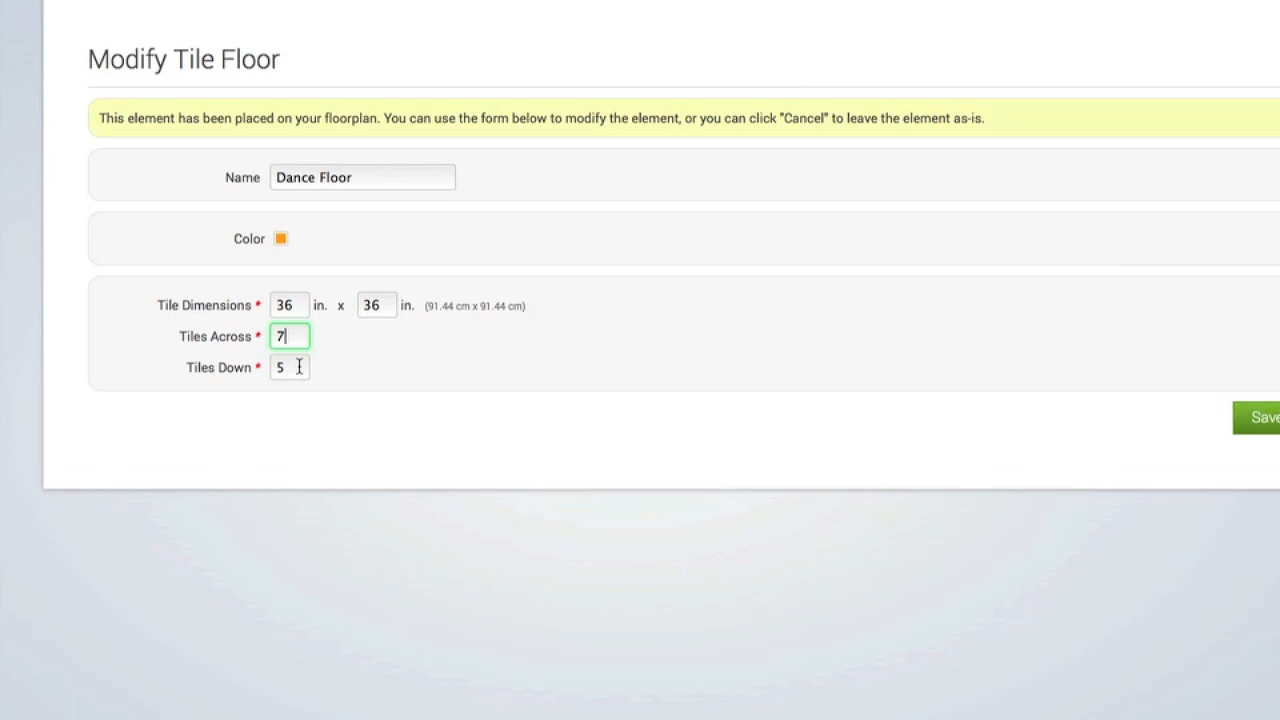 Modify Tile Floor
This element has been placed on your floorplan. You can use the form below to modify the element, or you can click "Cancel" to leave the element as-is.
Name Dance Floor
Color
Tile Dimensions * 36 in. x 36 in. (91.44 cm x 91.44 cm)
Tiles Across * 7
Tiles Down * 5
Save